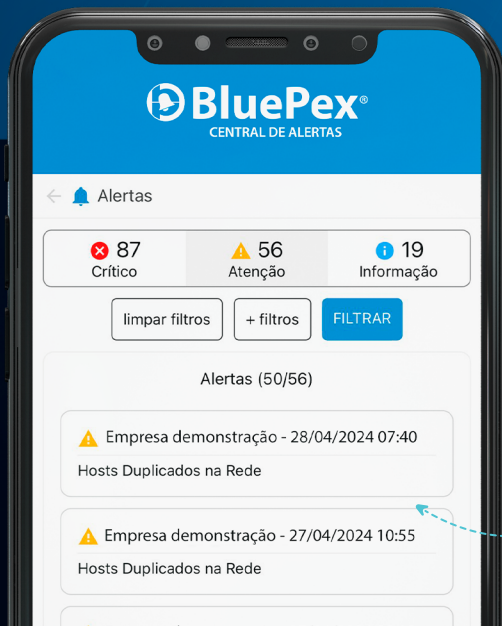 BluePex®
CENTRAL DE ALERTAS
Alertas
87
Crítico
56
Atenção
19
Informação
limpar filtros
+ filtros
FILTRAR
Alertas (50/56)
Empresa demonstração - 28/04/2024 07:40
Hosts Duplicados na Rede
Empresa demonstração - 27/04/2024 10:55
Hosts Duplicados na Rede